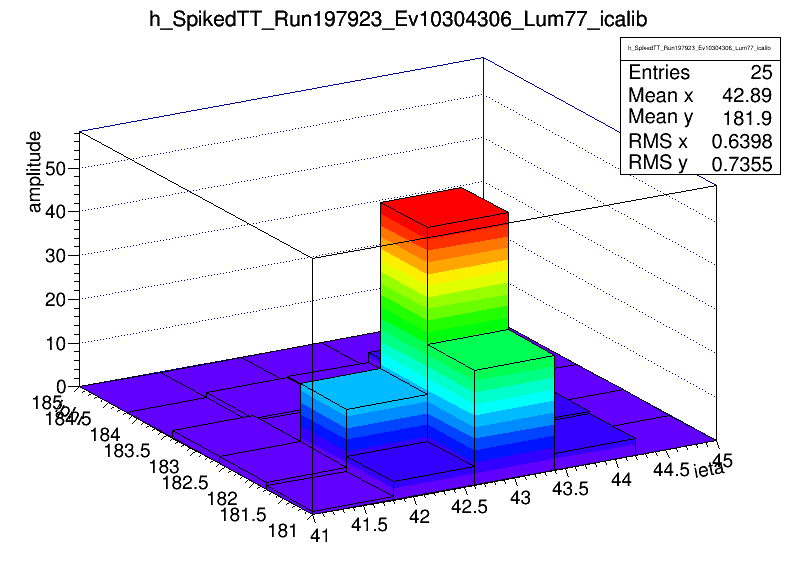 h_SpikedTT_Run197923_Ev10304306_Lum77_icalib
h_SpikedTT_Run197923_Ev10304306_Lum77_icalib
Entries 25
Mean x 42.89
Mean y 181.9
RMS x 0.6398
RMS y 0.7355
amplitude
50
40
30
20
10
0
185
184.5
184
183.5
183
182.5
182
181.5
181
41
41.5
42
42.5
43
43.5
44
44.5
45
ieta